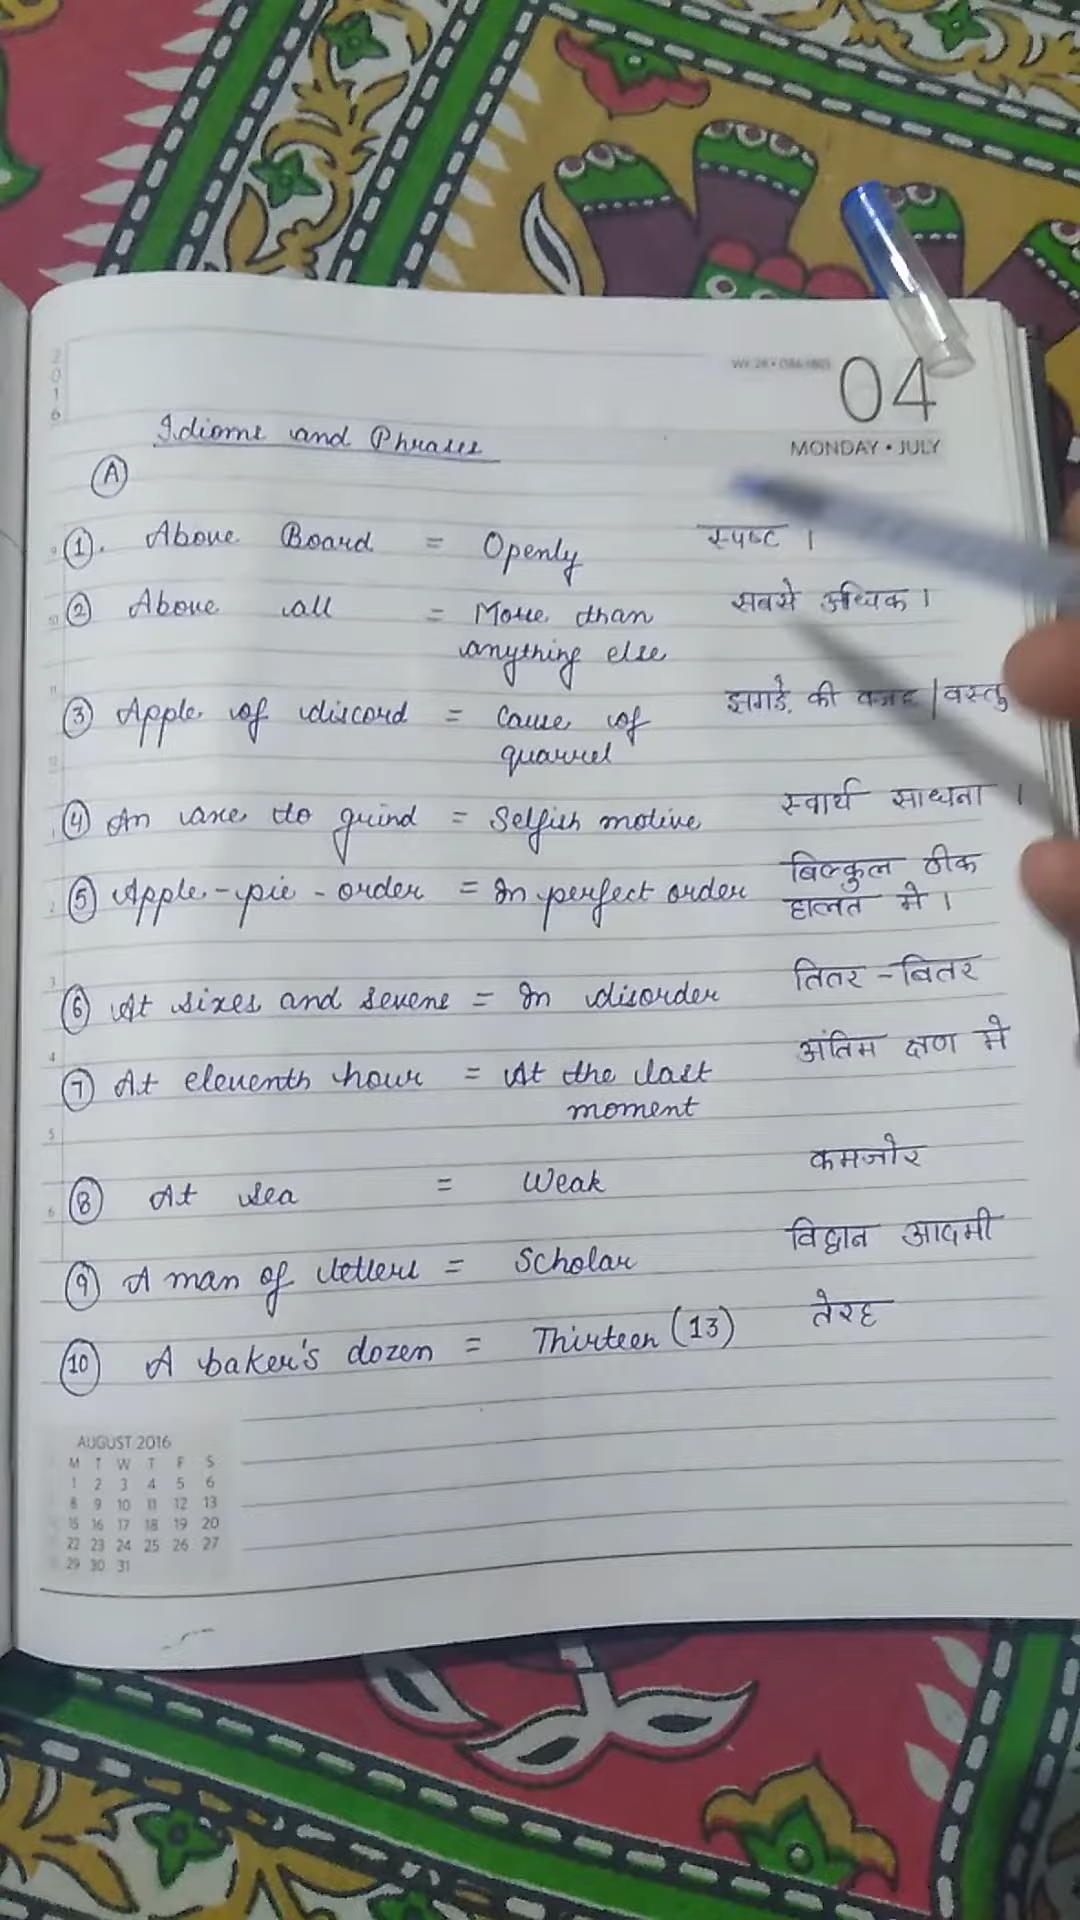 2016
04
MONDAY • JULY
Idioms and Phrases
(A)
(1). Above Board = Openly स्पष्ट ।
(2) Above all = More than anything else सबसे अधिक ।
(3) Apple of discord = Cause of quarrel झगड़े की वजह / वस्तु
(4) An axe to grind = Selfish motive स्वार्थ साधना ।
(5) Apple-pie-order = In perfect order बिल्कुल ठीक हालत मे ।
(6) At sixes and sevens = In disorder तितर-बितर
(7) At eleventh hour = At the last moment अंतिम क्षण मे
(8) At sea = Weak कमजोर
(9) A man of letters = Scholar विद्वान आदमी
(10) A baker's dozen = Thirteen (13) तेरह
AUGUST 2016
M T W T F S
1 2 3 4 5 6
8 9 10 11 12 13
15 16 17 18 19 20
22 23 24 25 26 27
29 30 31